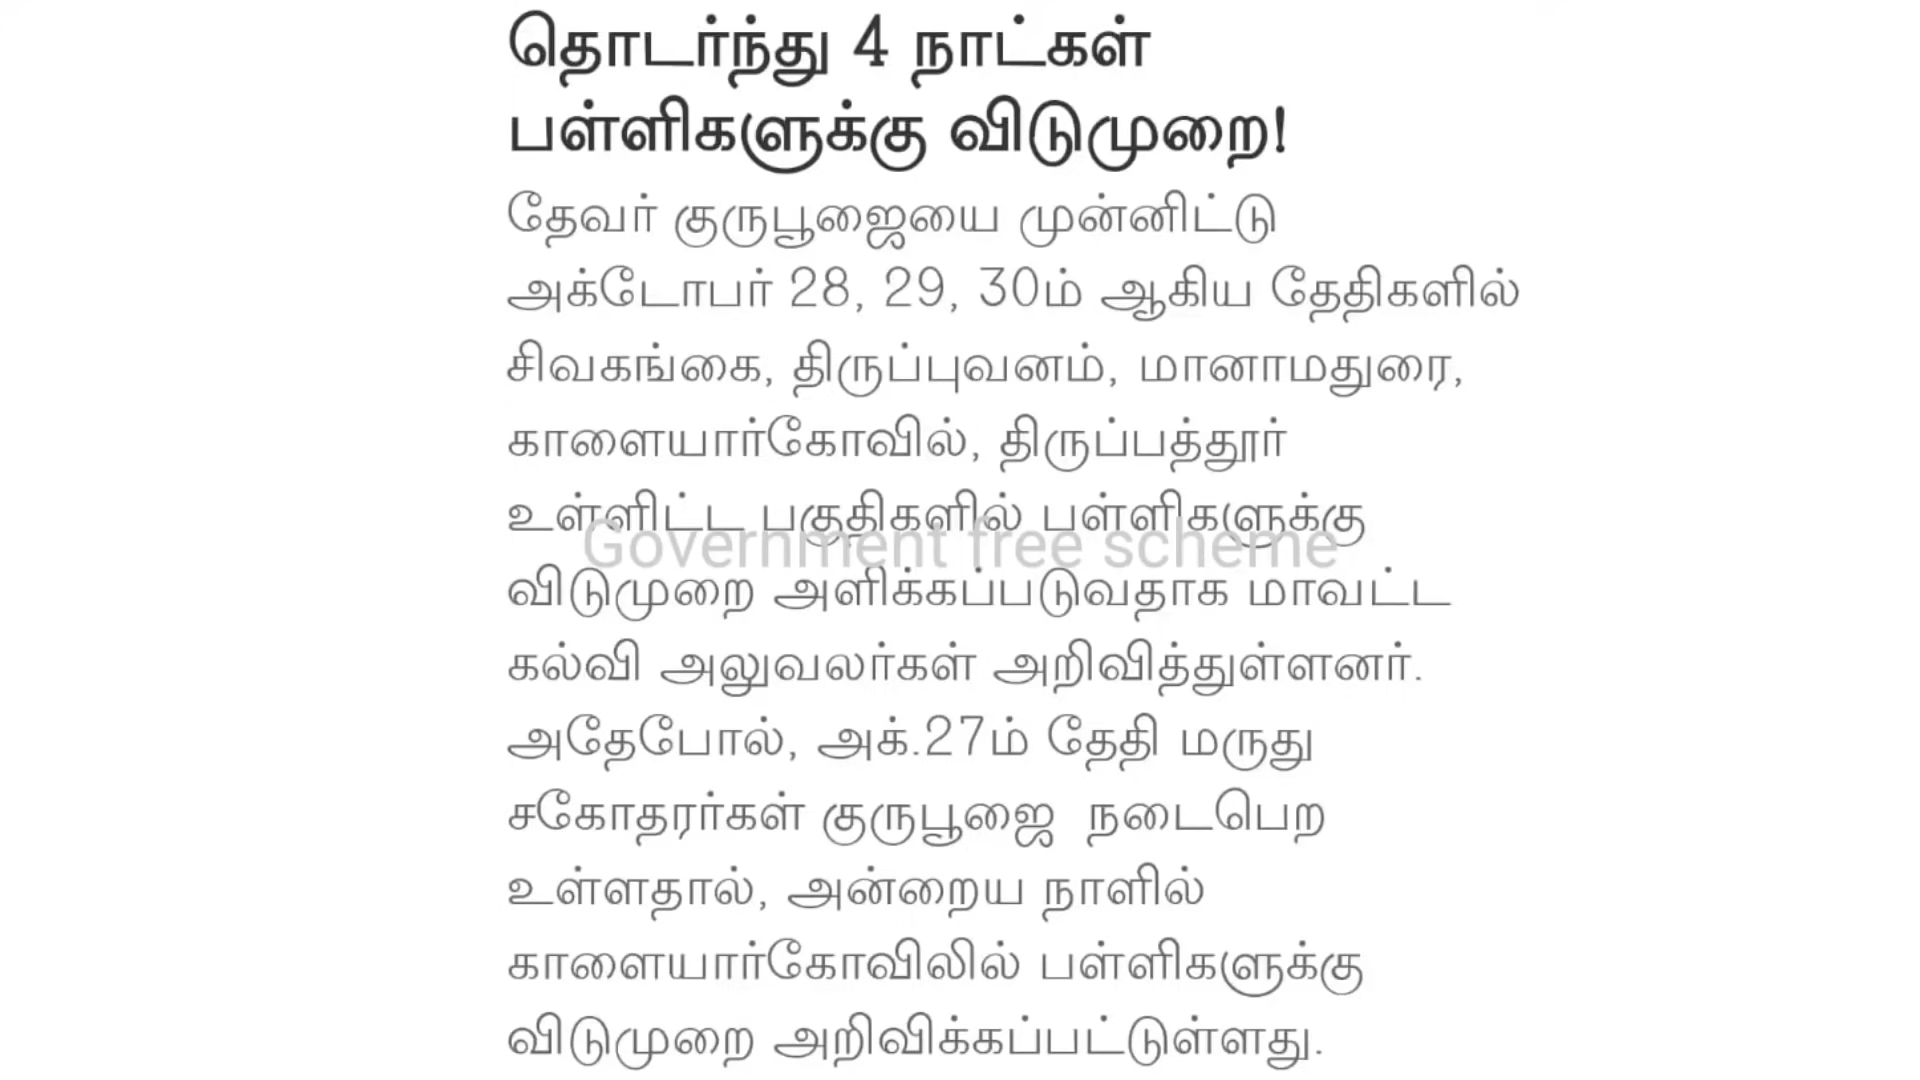 தொடர்ந்து 4 நாட்கள்
பள்ளிகளுக்கு விடுமுறை!
தேவர் குருபூஜையை முன்னிட்டு
அக்டோபர் 28, 29, 30ம் ஆகிய தேதிகளில்
சிவகங்கை, திருப்புவனம், மானாமதுரை,
காளையார்கோவில், திருப்பத்தூர்
உள்ளிட்ட பகுதிகளில் பள்ளிகளுக்கு
Government free scheme
விடுமுறை அளிக்கப்படுவதாக மாவட்ட
கல்வி அலுவலர்கள் அறிவித்துள்ளனர்.
அதேபோல், அக்.27ம் தேதி மருது
சகோதரர்கள் குருபூஜை நடைபெற
உள்ளதால், அன்றைய நாளில்
காளையார்கோவிலில் பள்ளிகளுக்கு
விடுமுறை அறிவிக்கப்பட்டுள்ளது.